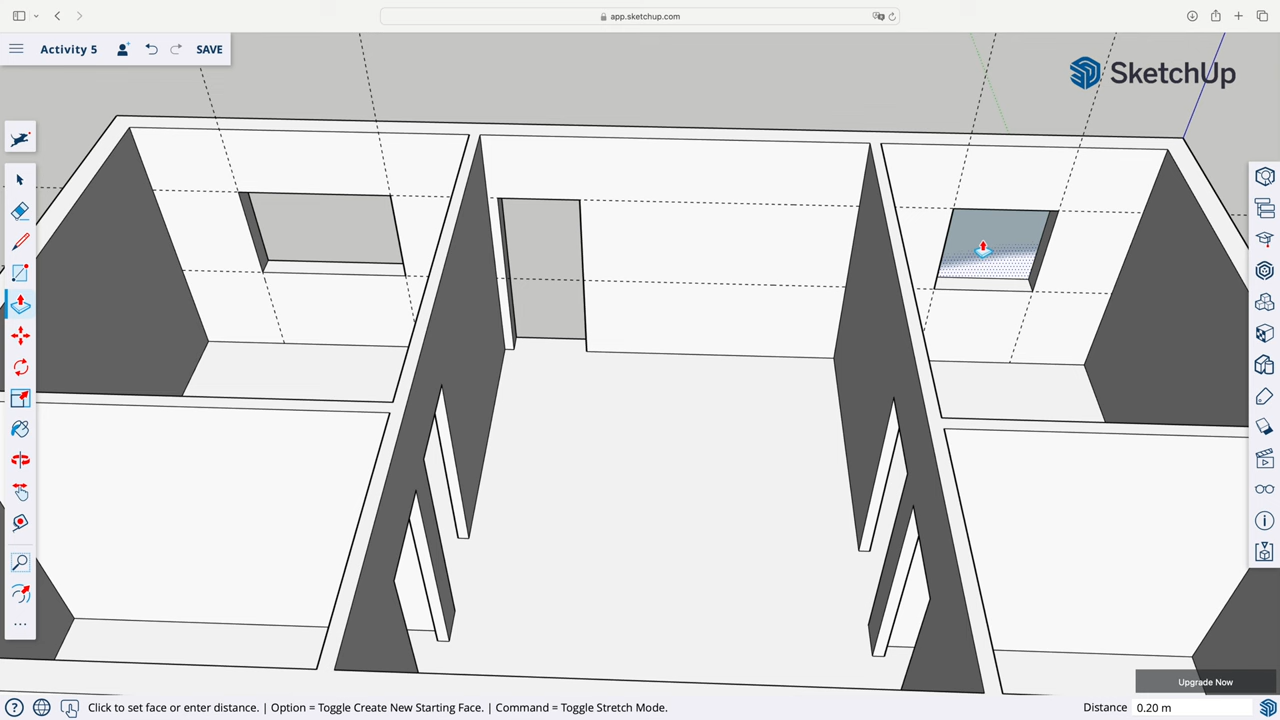 app.sketchup.com
Activity 5
SAVE
SketchUp
Upgrade Now
Click to set face or enter distance. | Option = Toggle Create New Starting Face. | Command = Toggle Stretch Mode.
Distance
0.20 m